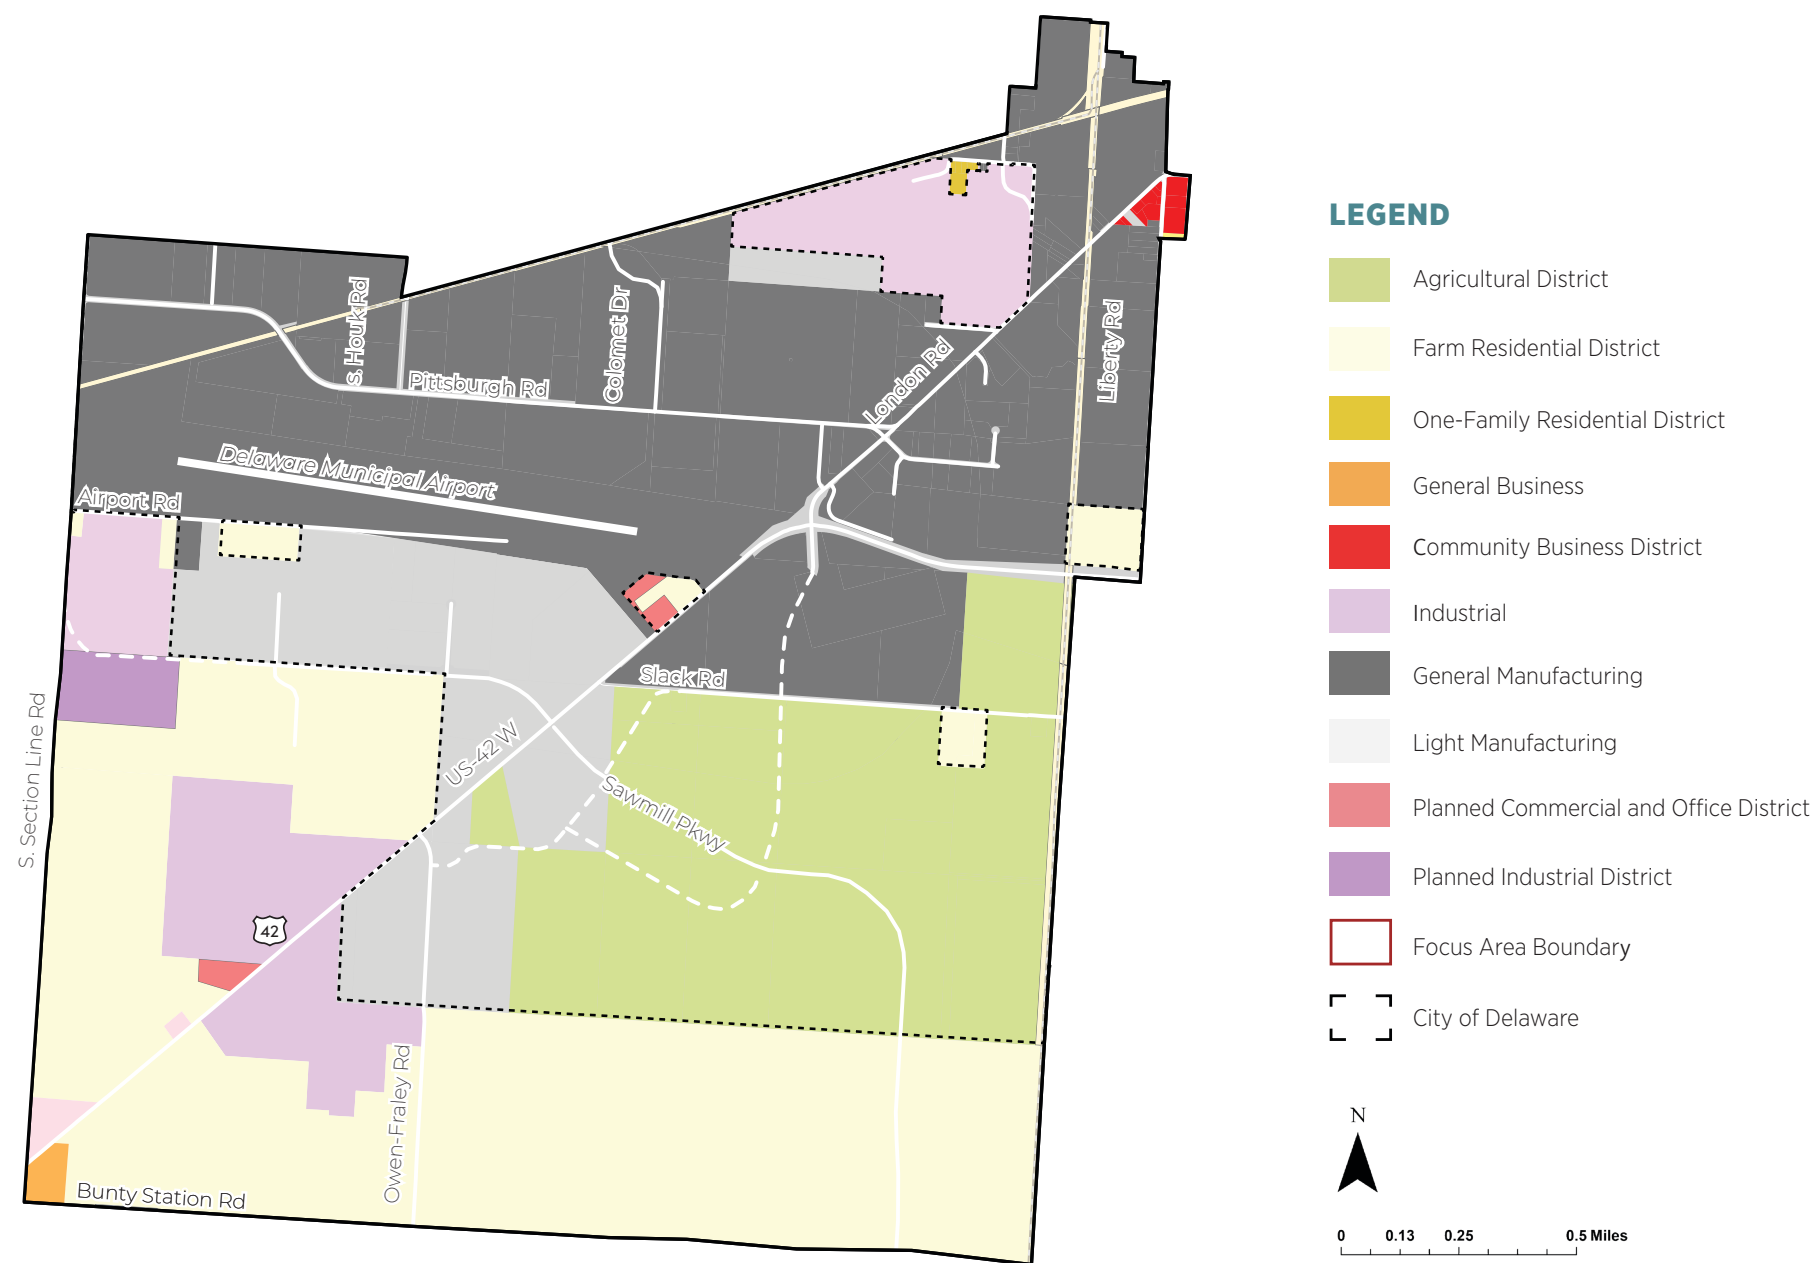 S. Houk Rd
Colomet Dr
Pittsburgh Rd
London Rd
Liberty Rd
Delaware Municipal Airport
Airport Rd
Slack Rd
S. Section Line Rd
US-42 W
Sawmill Pkwy
42
Owen-Fraley Rd
Bunty Station Rd
LEGEND
Agricultural District
Farm Residential District
One-Family Residential District
General Business
Community Business District
Industrial
General Manufacturing
Light Manufacturing
Planned Commercial and Office District
Planned Industrial District
Focus Area Boundary
City of Delaware
N
0 0.13 0.25 0.5 Miles